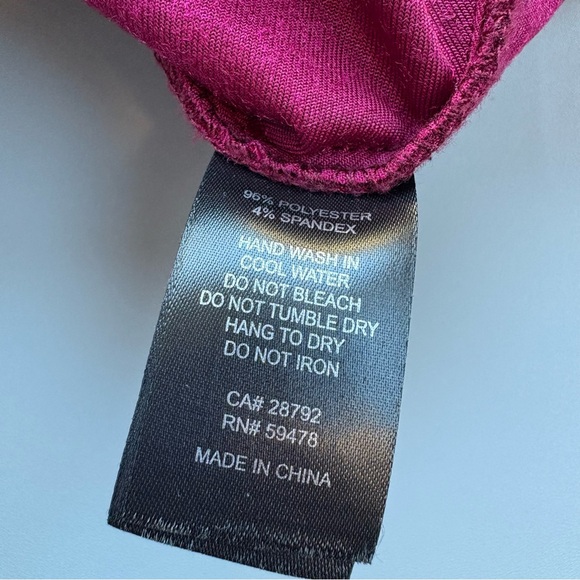 96% POLYESTER
4% SPANDEX
HAND WASH IN
COOL WATER
DO NOT BLEACH
DO NOT TUMBLE DRY
HANG TO DRY
DO NOT IRON
CA# 28792
RN# 59478
MADE IN CHINA